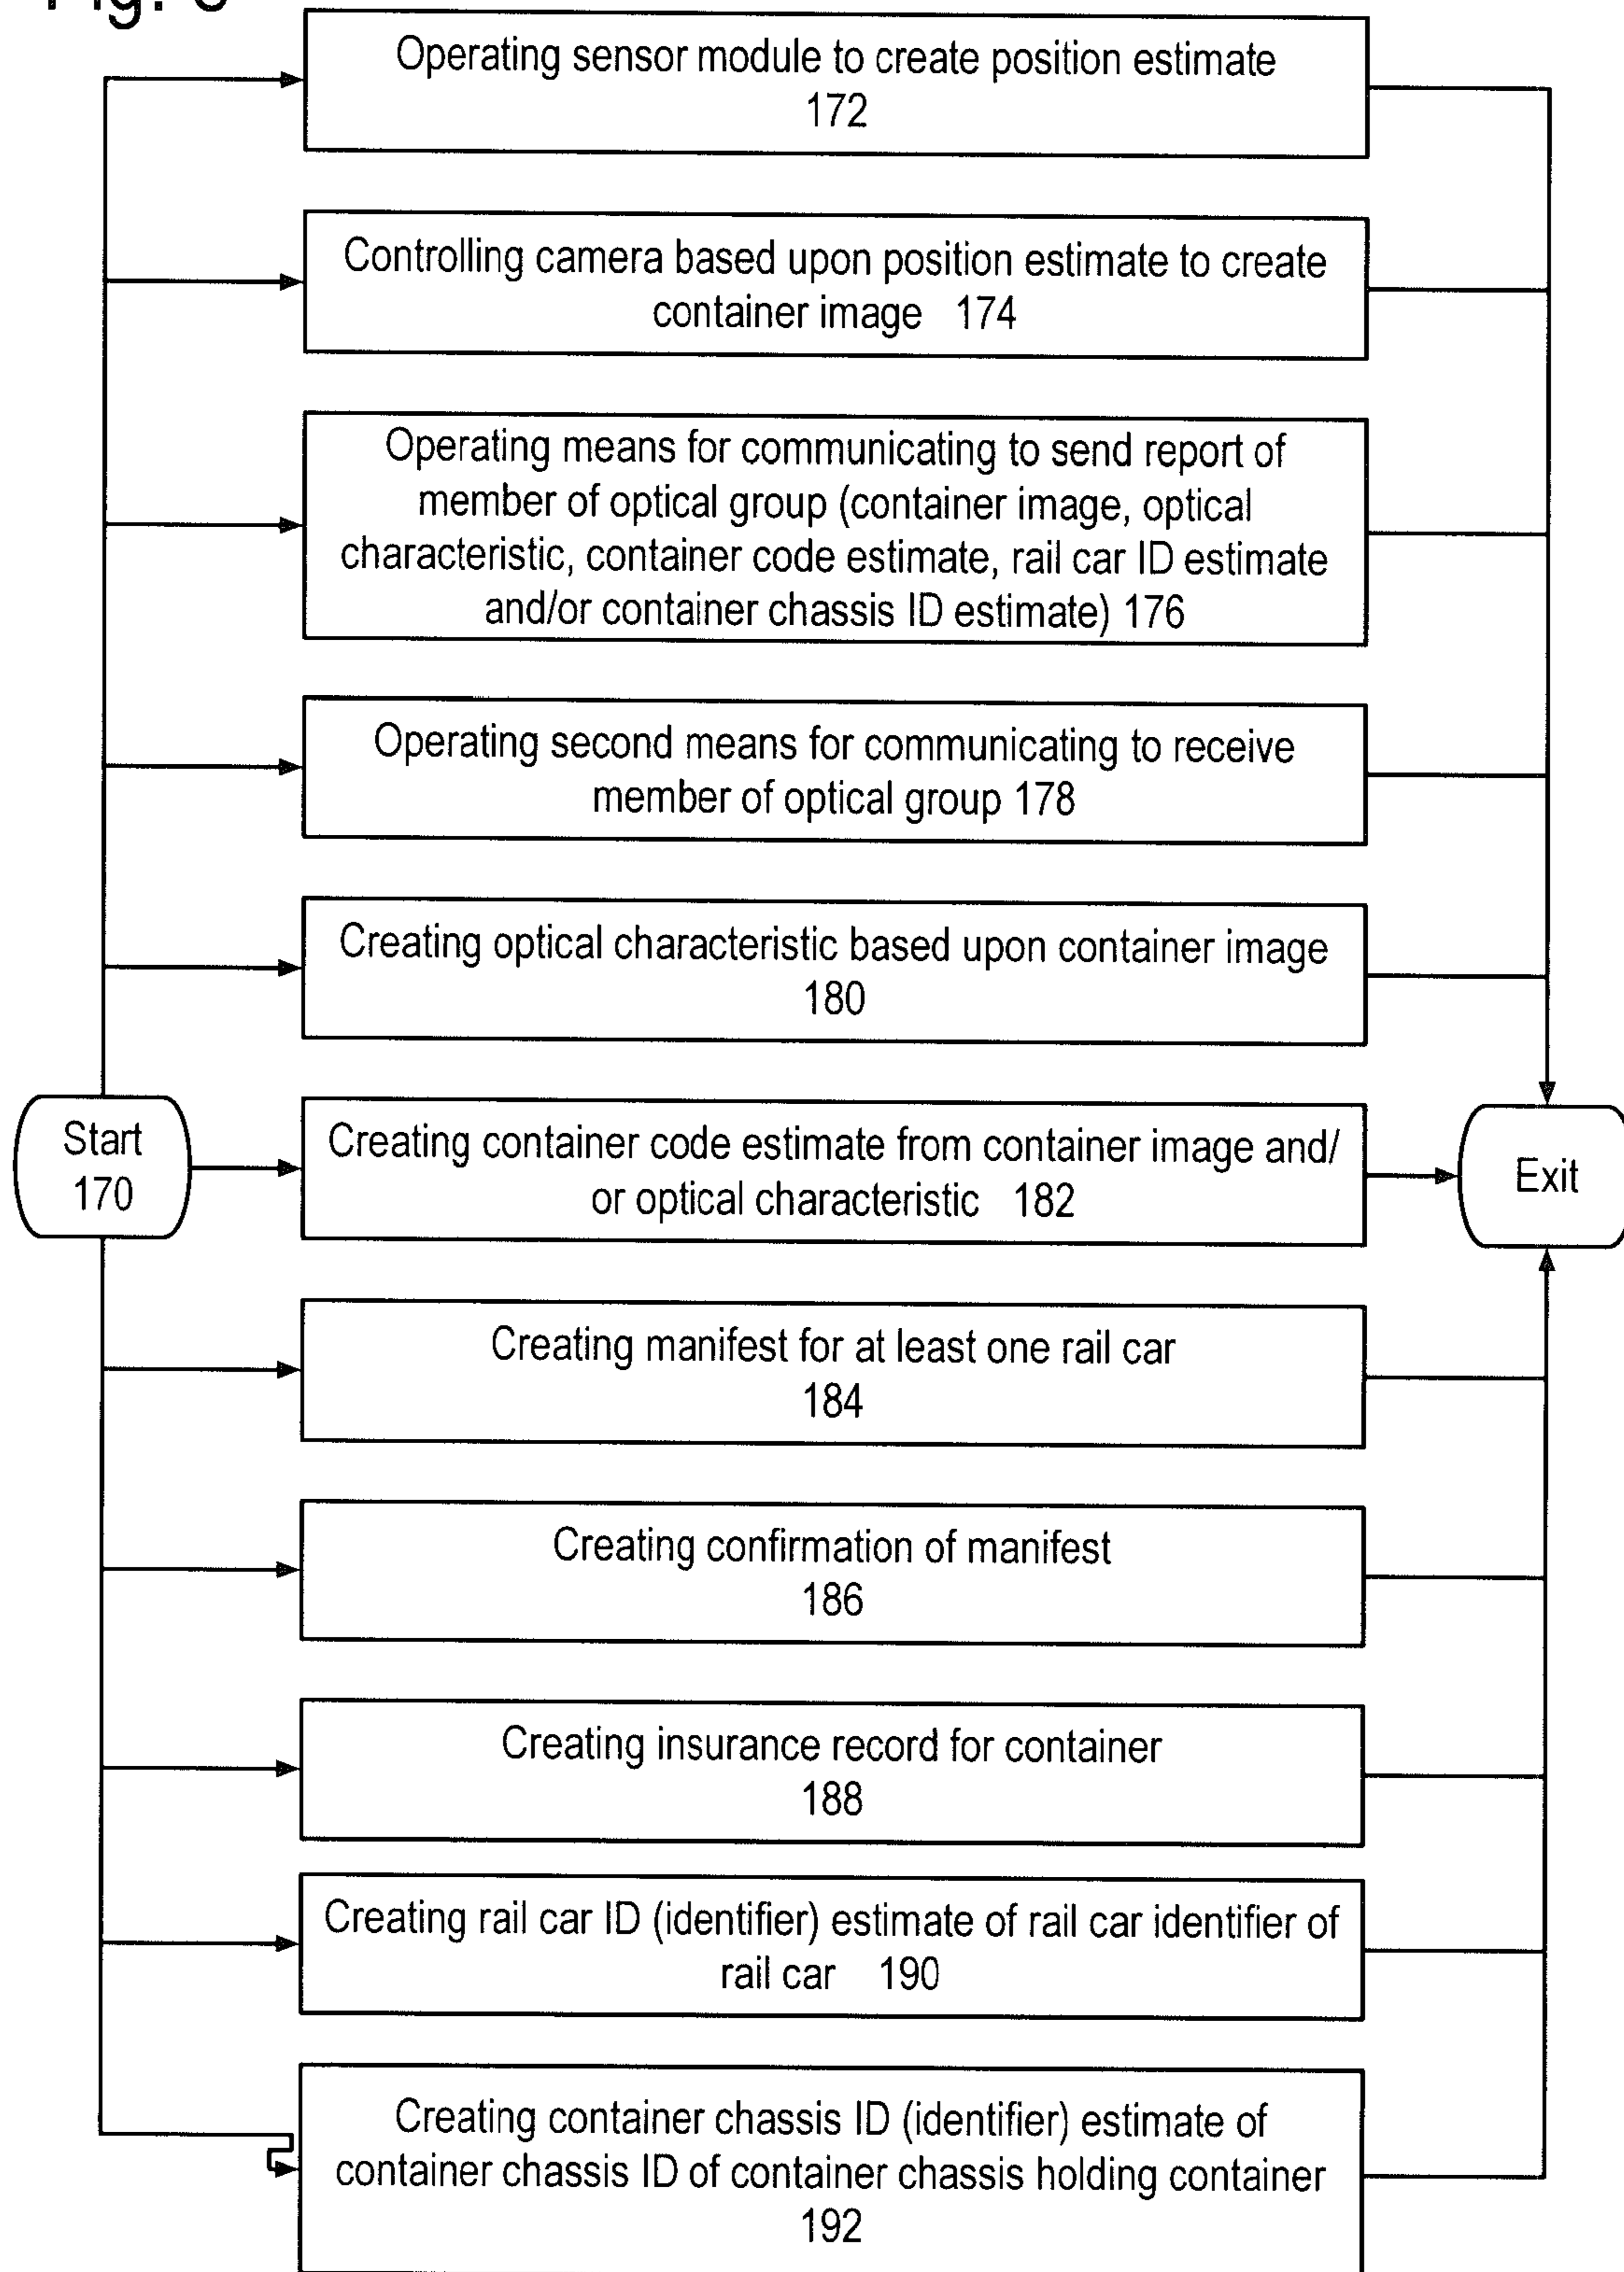 Operating sensor module to create position estimate
172
Controlling camera based upon position estimate to create
container image 174
Operating means for communicating to send report of
member of optical group (container image, optical
characteristic, container code estimate, rail car ID estimate
and/or container chassis ID estimate) 176
Operating second means for communicating to receive
member of optical group 178
Creating optical characteristic based upon container image
180
Start
170
Creating container code estimate from container image and/
or optical characteristic 182
Exit
Creating manifest for at least one rail car
184
Creating confirmation of manifest
186
Creating insurance record for container
188
Creating rail car ID (identifier) estimate of rail car identifier of
rail car 190
Creating container chassis ID (identifier) estimate of
container chassis ID of container chassis holding container
192